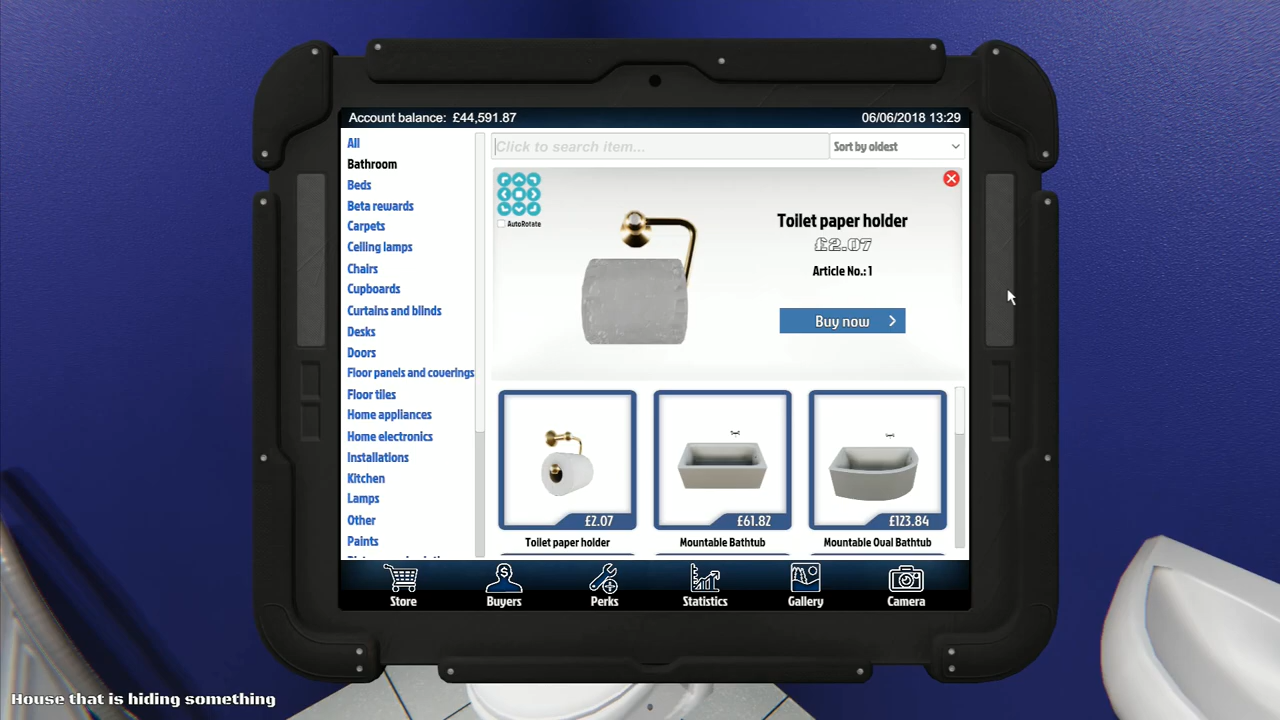 Account balance: £44,591.87
06/06/2018 13:29
All
Bathroom
Beds
Beta rewards
Carpets
Ceiling lamps
Chairs
Cupboards
Curtains and blinds
Desks
Doors
Floor panels and coverings
Floor tiles
Home appliances
Home electronics
Installations
Kitchen
Lamps
Other
Paints
Click to search item...
Sort by oldest
AutoRotate
Toilet paper holder
£2.07
Article No.: 1
Buy now
£2.07
£61.82
£123.84
Toilet paper holder
Mountable Bathtub
Mountable Oval Bathtub
Store
Buyers
Perks
Statistics
Gallery
Camera
House that is hiding something